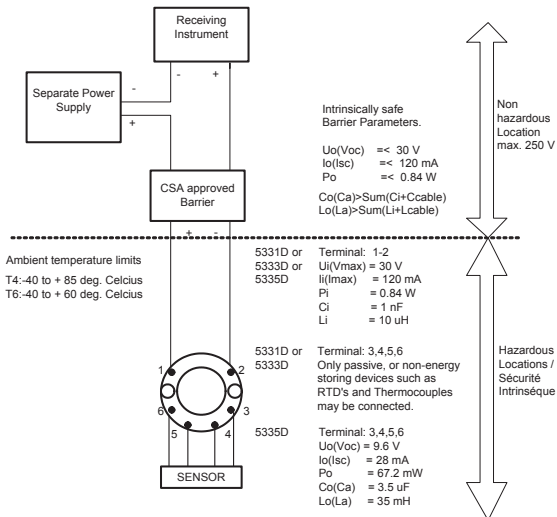 Receiving
Instrument
- +
Separate Power
Supply
-
+
Intrinsically safe
Barrier Parameters.
Uo(Voc) =< 30 V
Io(Isc) =< 120 mA
Po =< 0.84 W
Co(Ca)>Sum(Ci+Ccable)
Lo(La)>Sum(Li+Lcable)
Non
hazardous
Location
max. 250 V
CSA approved
Barrier
+ -
Ambient temperature limits
T4:-40 to + 85 deg. Celcius
T6:-40 to + 60 deg. Celcius
5331D or
5333D or
5335D
Terminal: 1-2
Ui(Vmax) = 30 V
Ii(Imax) = 120 mA
Pi = 0.84 W
Ci = 1 nF
Li = 10 uH
5331D or
5333D
Terminal: 3,4,5,6
Only passive, or non-energy
storing devices such as
RTD's and Thermocouples
may be connected.
Hazardous
Locations /
Sécurité
Intrinséque
1 2
6 3
5 4
SENSOR
5335D
Terminal: 3,4,5,6
Uo(Voc) = 9.6 V
Io(Isc) = 28 mA
Po = 67.2 mW
Co(Ca) = 3.5 uF
Lo(La) = 35 mH